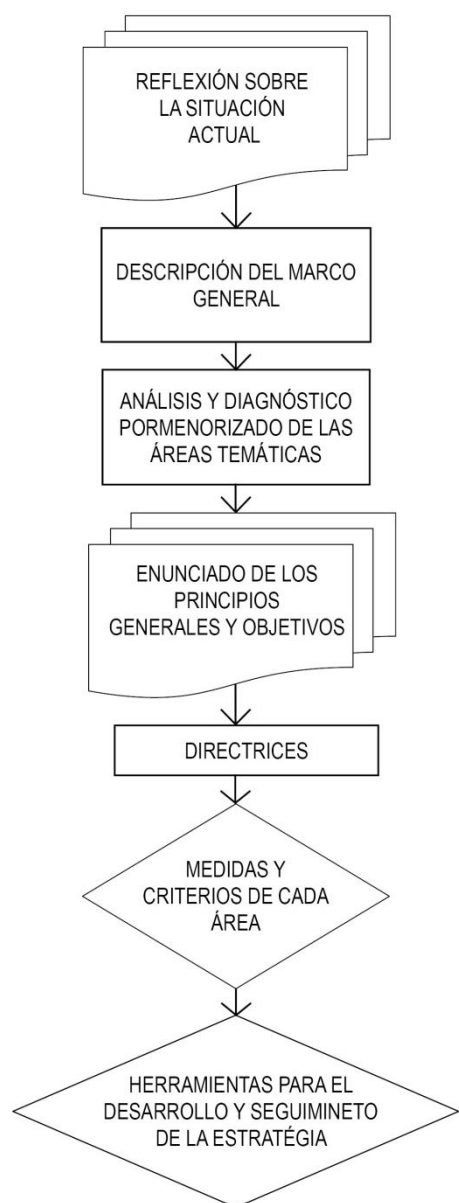 REFLEXIÓN SOBRE
LA SITUACIÓN
ACTUAL
DESCRIPCIÓN DEL MARCO
GENERAL
ANÁLISIS Y DIAGNÓSTICO
PORMENORIZADO DE LAS
ÁREAS TEMÁTICAS
ENUNCIADO DE LOS
PRINCIPIOS
GENERALES Y OBJETIVOS
DIRECTRICES
MEDIDAS Y
CRITERIOS DE CADA
ÁREA
HERRAMIENTAS PARA EL
DESARROLLO Y SEGUIMINETO
DE LA ESTRATÉGIA